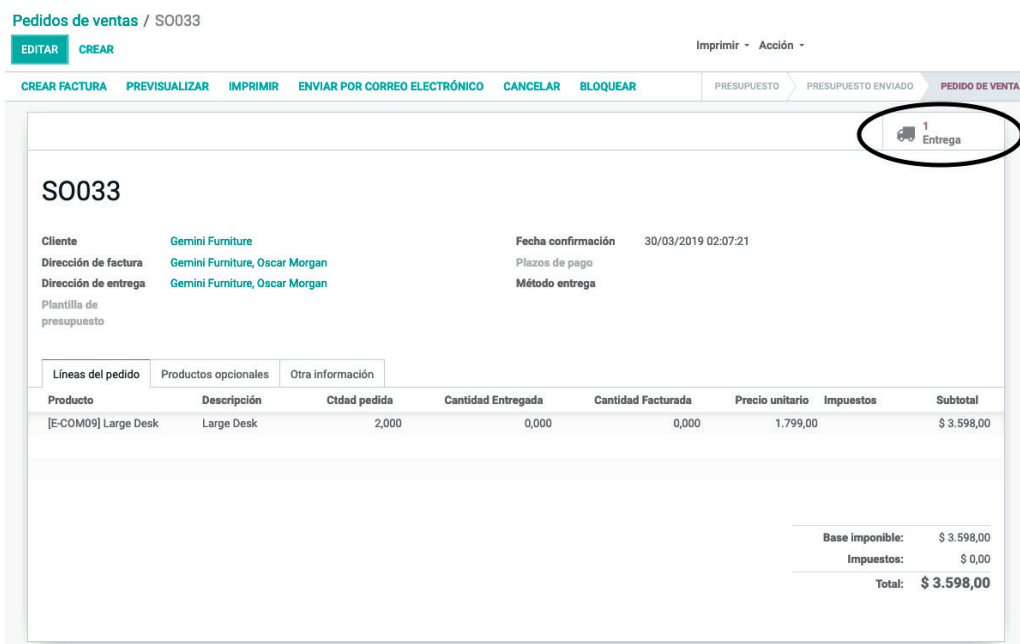 Pedidos de ventas / SO033
EDITAR CREAR
Imprimir Acción
CREAR FACTURA PREVISUALIZAR IMPRIMIR ENVIAR POR CORREO ELECTRÓNICO CANCELAR BLOQUEAR PRESUPUESTO PRESUPUESTO ENVIADO PEDIDO DE VENTA
1
Entrega
SO033
Cliente Gemini Furniture Fecha confirmación 30/03/2019 02:07:21
Dirección de factura Gemini Furniture, Oscar Morgan Plazos de pago
Dirección de entrega Gemini Furniture, Oscar Morgan Método entrega
Plantilla de
presupuesto
Líneas del pedido Productos opcionales Otra información
Producto Descripción Ctdad pedida Cantidad Entregada Cantidad Facturada Precio unitario Impuestos Subtotal
[E-COM09] Large Desk Large Desk 2,000 0,000 0,000 1.799,00 $ 3.598,00
Base imponible: $ 3.598,00
Impuestos: $ 0,00
Total: $ 3.598,00